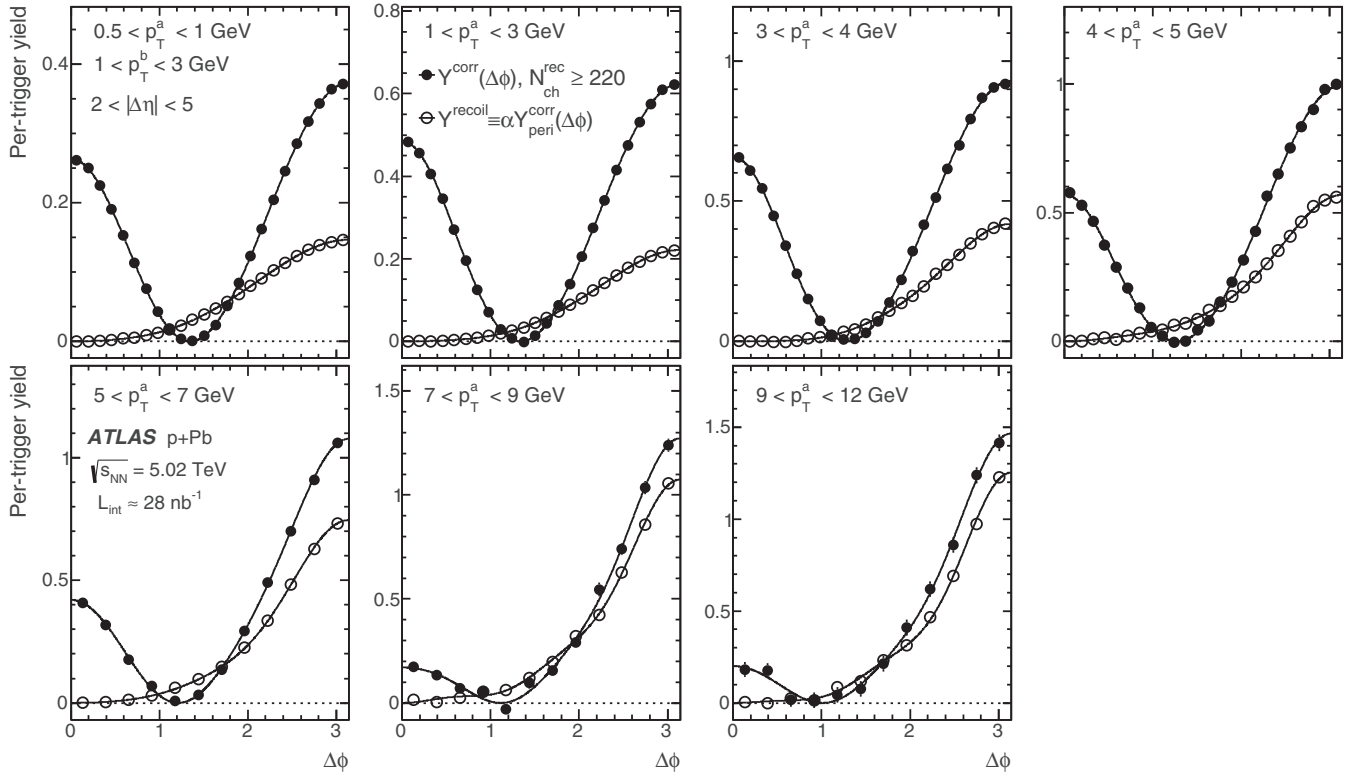 Per-trigger yield
0.5 < p_T^a < 1 GeV
1 < p_T^b < 3 GeV
2 < |Δη| < 5
0.4
0.2
0
1 < p_T^a < 3 GeV
Y^corr(Δϕ), N_ch^rec ≥ 220
Y^recoil≡αY_peri^corr(Δϕ)
0.8
0.6
0.4
0.2
0
3 < p_T^a < 4 GeV
1
0.5
0
4 < p_T^a < 5 GeV
1
0.5
0
Per-trigger yield
5 < p_T^a < 7 GeV
ATLAS p+Pb
√s_NN = 5.02 TeV
L_int ≈ 28 nb^-1
1
0.5
0
0 1 2 3
Δϕ
7 < p_T^a < 9 GeV
1.5
1
0.5
0
0 1 2 3
Δϕ
9 < p_T^a < 12 GeV
1.5
1
0.5
0
0 1 2 3
Δϕ